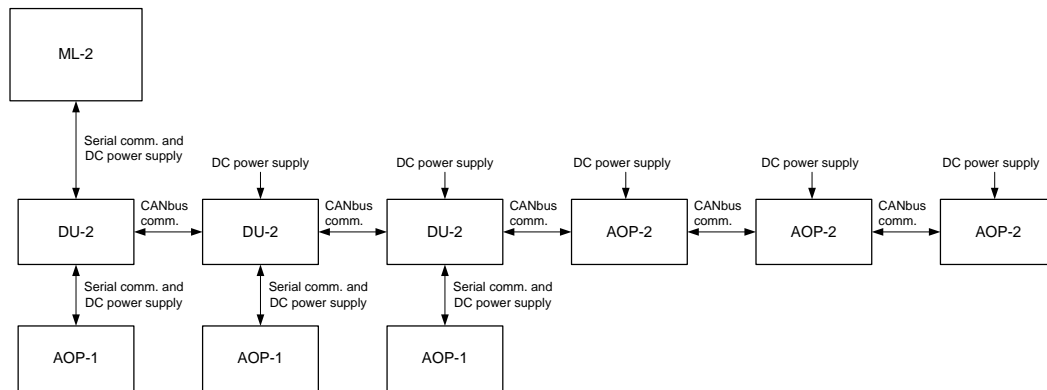 ML-2
Serial comm. and
DC power supply
DC power supply
DC power supply
DC power supply
DC power supply
DC power supply
DU-2
CANbus
comm.
DU-2
CANbus
comm.
DU-2
CANbus
comm.
AOP-2
CANbus
comm.
AOP-2
CANbus
comm.
AOP-2
Serial comm. and
DC power supply
Serial comm. and
DC power supply
Serial comm. and
DC power supply
AOP-1
AOP-1
AOP-1